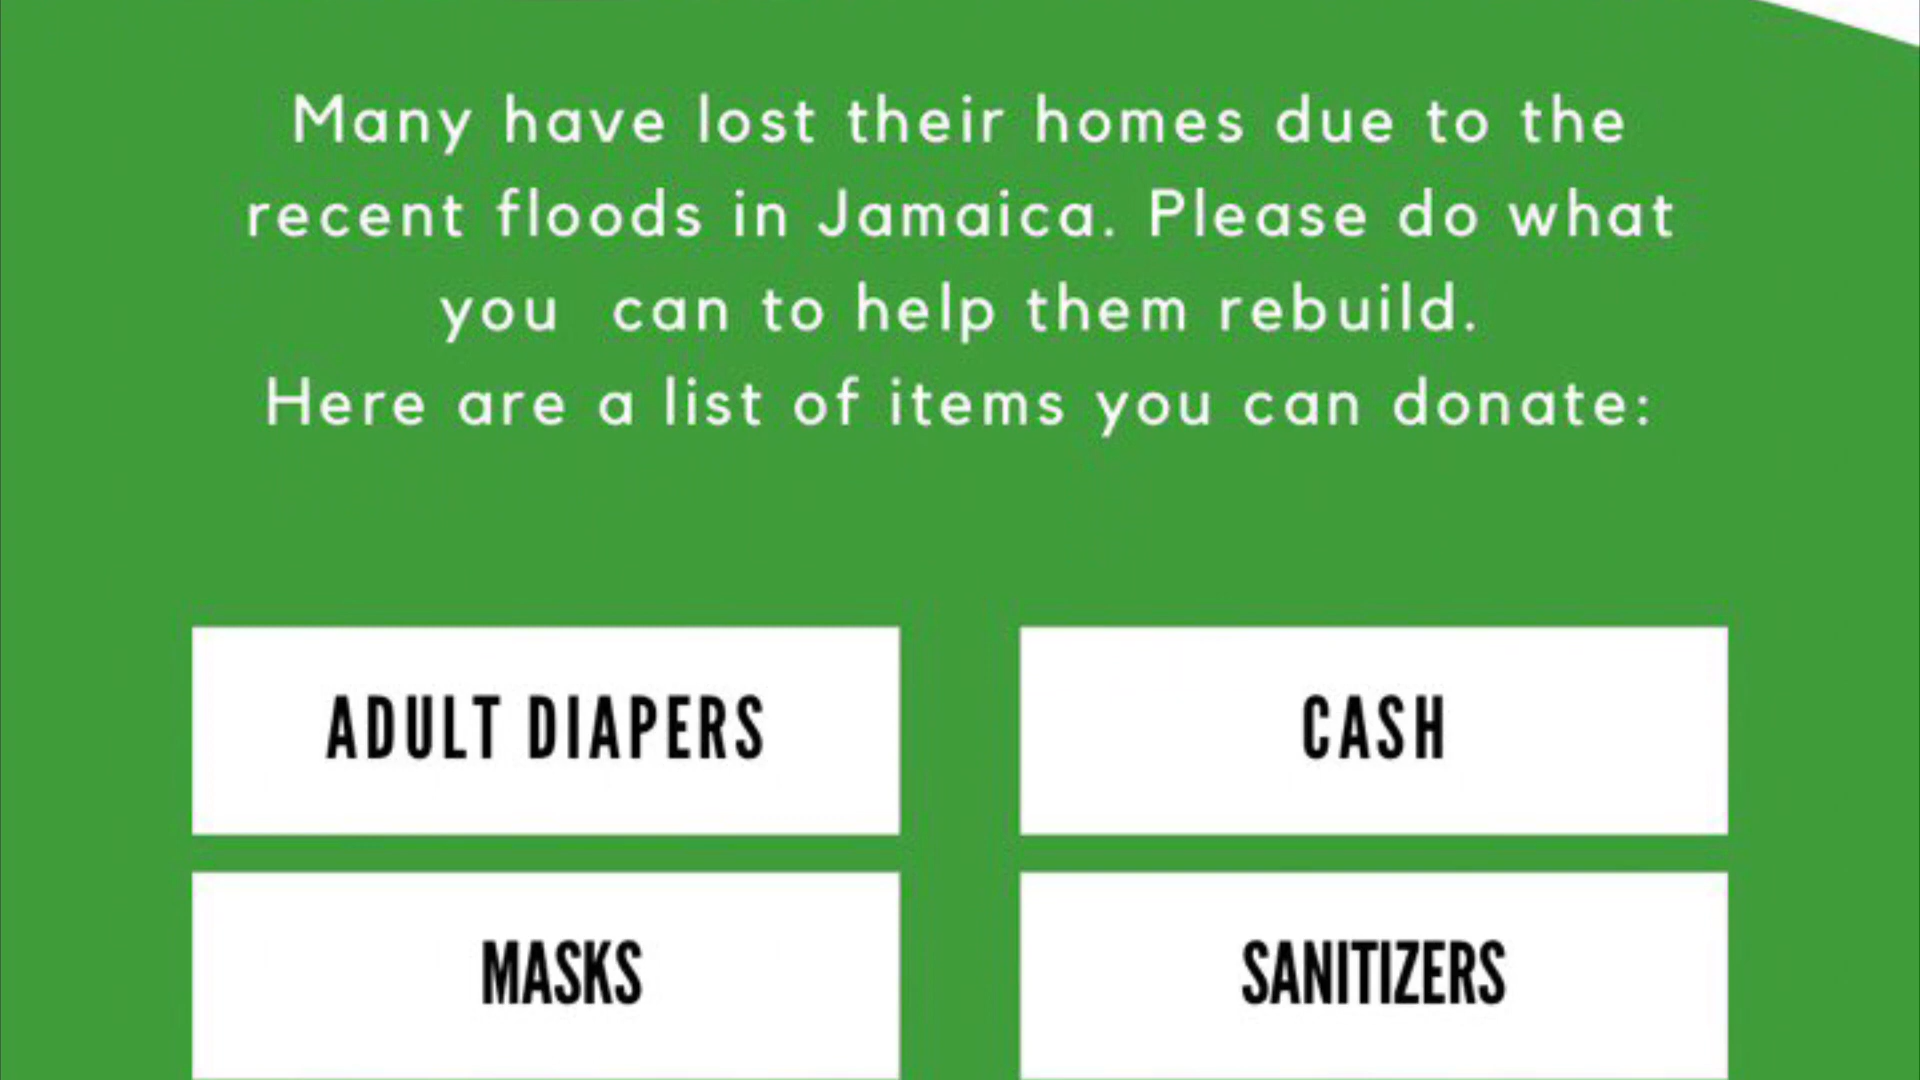 Many have lost their homes due to the
recent floods in Jamaica. Please do what
you  can to help them rebuild.
Here are a list of items you can donate:
ADULT DIAPERS
CASH
MASKS
SANITIZERS